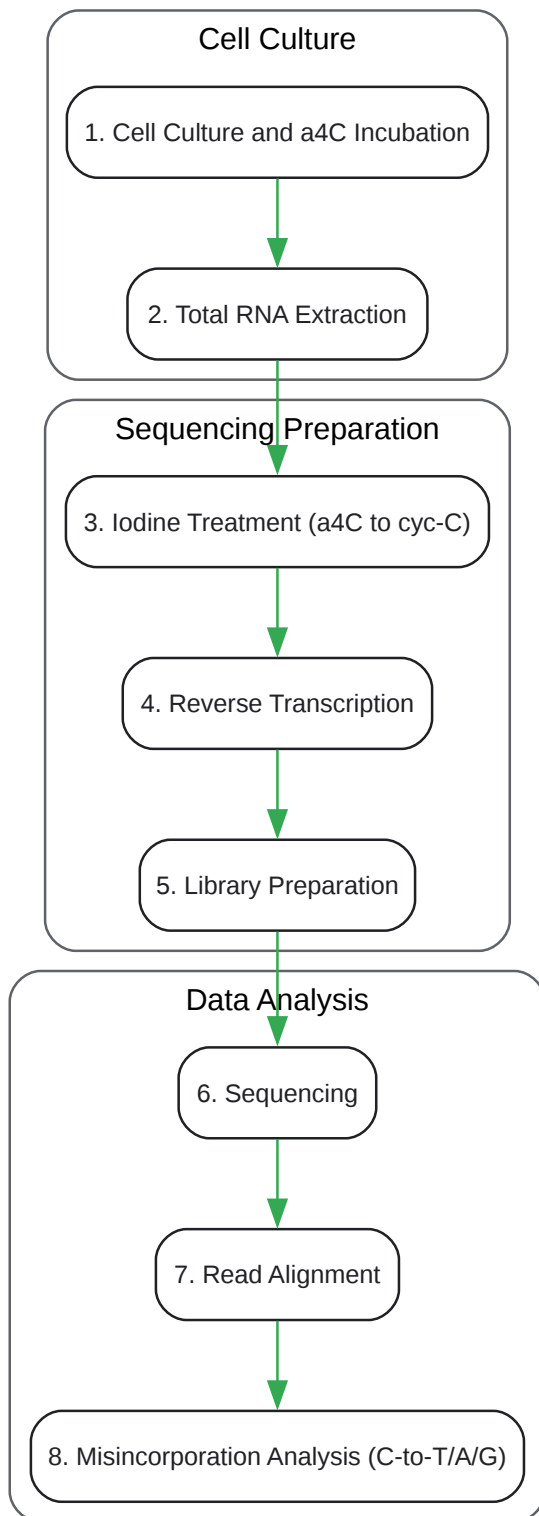 Cell Culture
1. Cell Culture and a4C Incubation
2. Total RNA Extraction
Sequencing Preparation
3. Iodine Treatment (a4C to cyc-C)
4. Reverse Transcription
5. Library Preparation
Data Analysis
6. Sequencing
7. Read Alignment
8. Misincorporation Analysis (C-to-T/A/G)